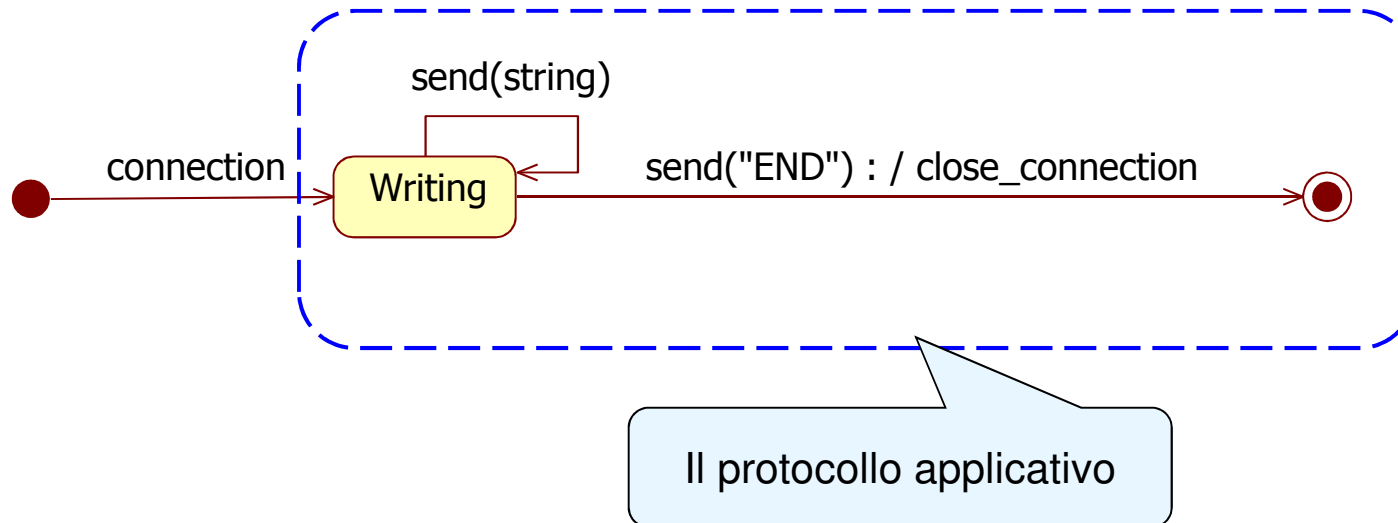 send(string)
connection
Writing
send("END") : / close_connection
Il protocollo applicativo